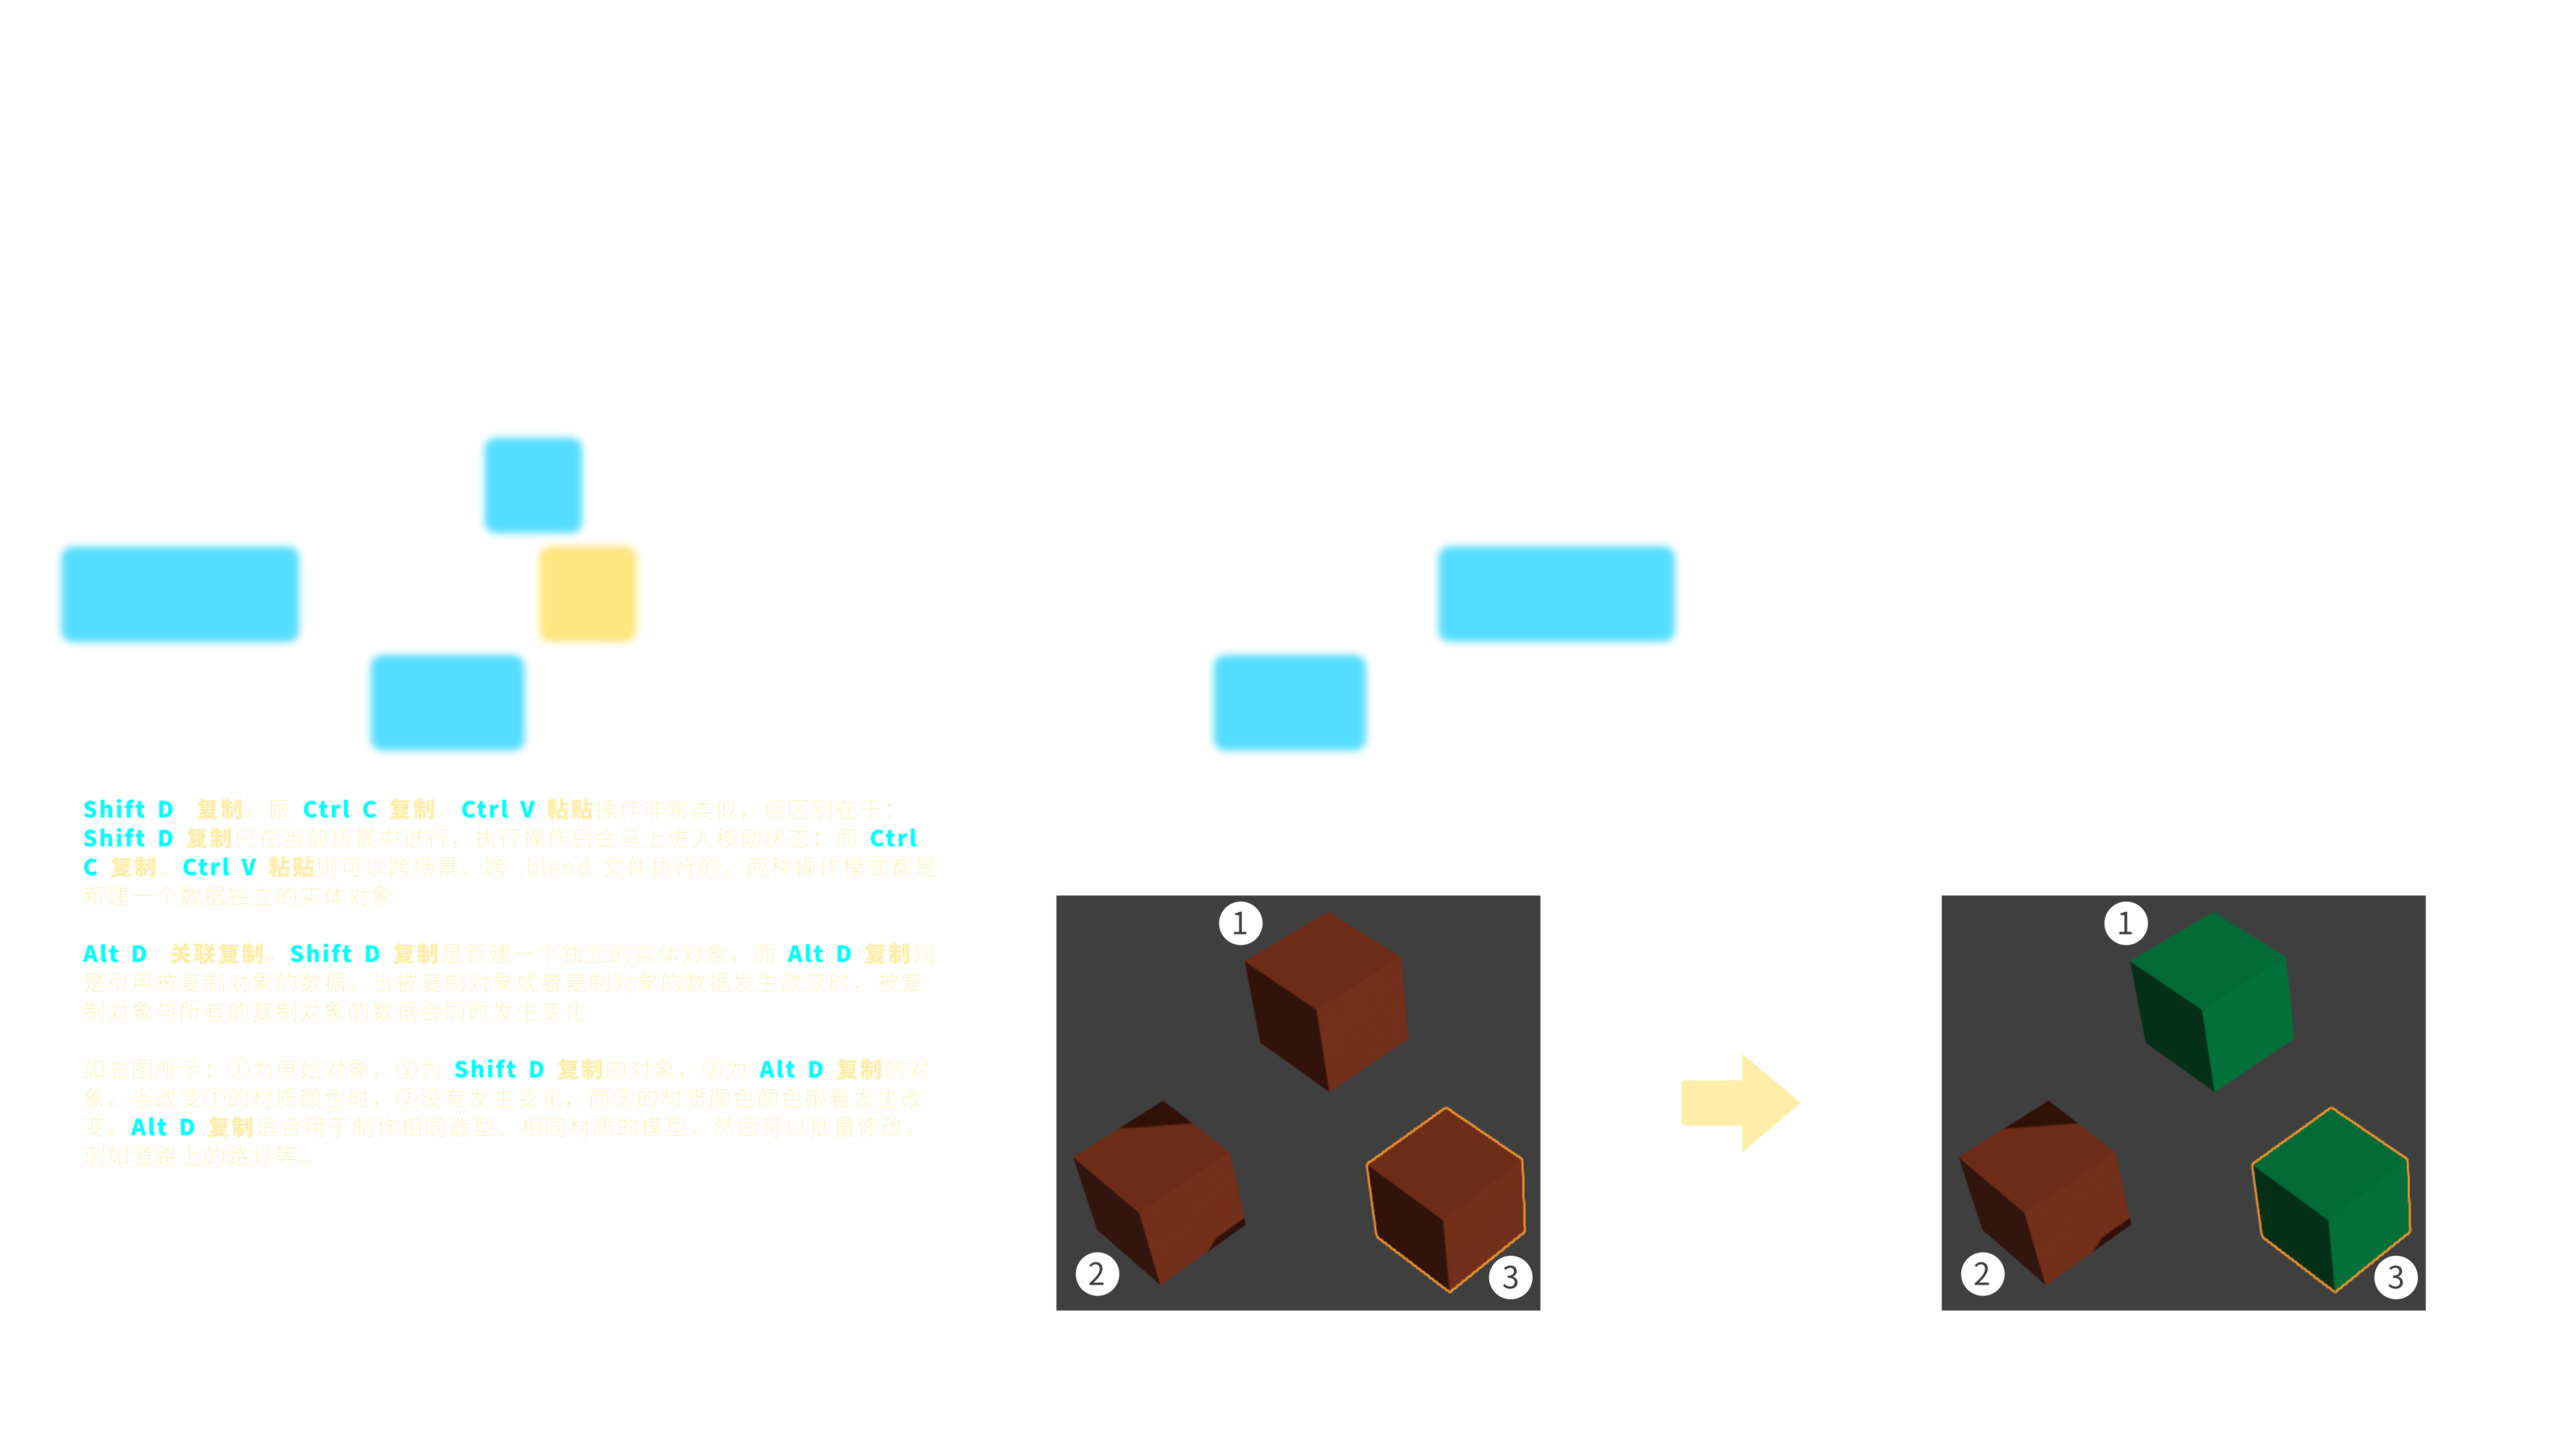 Shift D 复制。跟 Ctrl C 复制、Ctrl V 粘贴操作非常类似，但区别在于：
Shift D 复制只在当前场景中进行，执行操作后会马上进入移动状态；而 Ctrl
C 复制、Ctrl V 粘贴则可以跨场景、跨 .blend 文件执行的。两种操作模式都是
新建一个数据独立的实体对象
Alt D 关联复制。Shift D 复制是新建一个独立的实体对象，而 Alt D 复制则
是引用被复制对象的数据。当被复制对象或者复制对象的数据发生改变时，被复
制对象与所有的复制对象的数据会同时发生变化
如右图所示：①为原始对象，②为 Shift D 复制的对象，③为 Alt D 复制的对
象。当改变①的材质颜色时，②没有发生变化，而③的材质颜色颜色跟着发生改
变。Alt D 复制适合用于制作相同造型、相同材质的模型，然后可以批量修改，
例如道路上的路灯等。
1
2
3
1
2
3